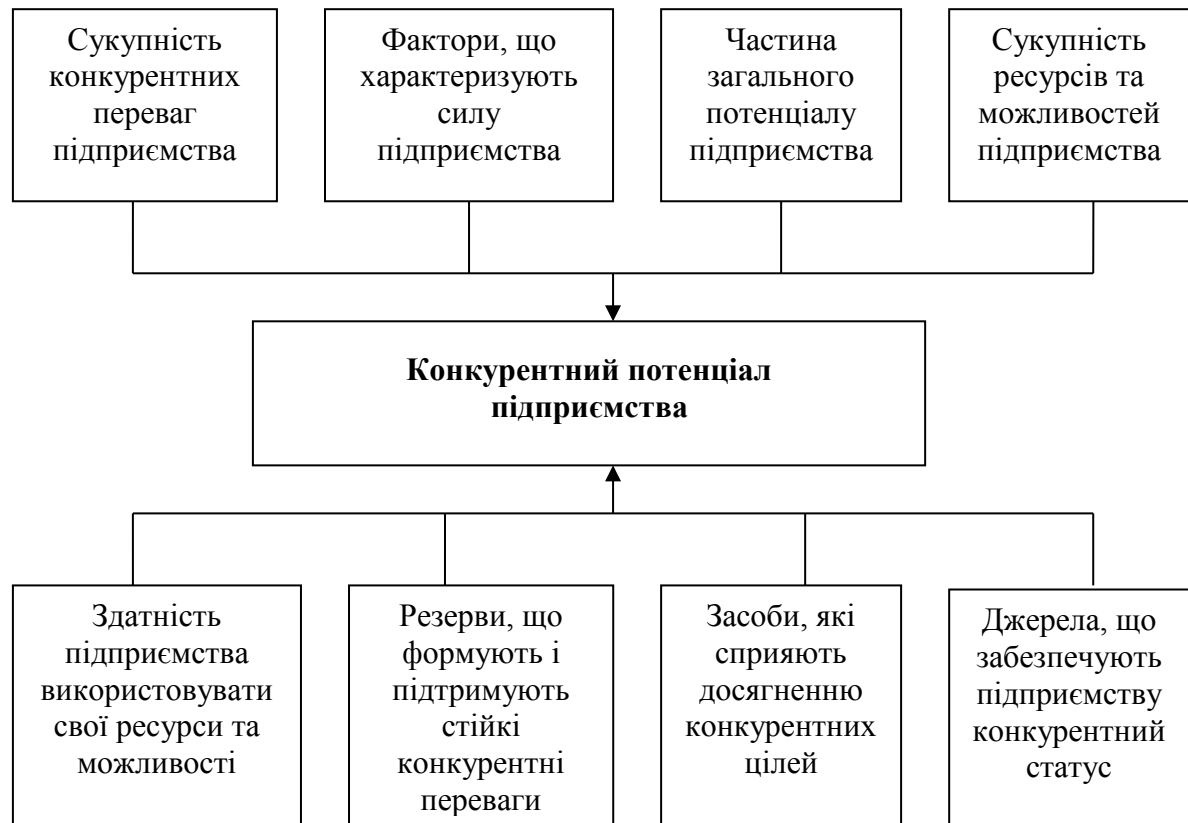 Сукупність
конкурентних
переваг
підприємства
Фактори, що
характеризують
силу
підприємства
Частина
загального
потенціалу
підприємства
Сукупність
ресурсів та
можливостей
підприємства
Конкурентний потенціал
підприємства
Здатність
підприємства
використовувати
свої ресурси та
можливості
Резерви, що
формують і
підтримують
стійкі
конкурентні
переваги
Засоби, які
сприяють
досягненню
конкурентних
цілей
Джерела, що
забезпечують
підприємству
конкурентний
статус